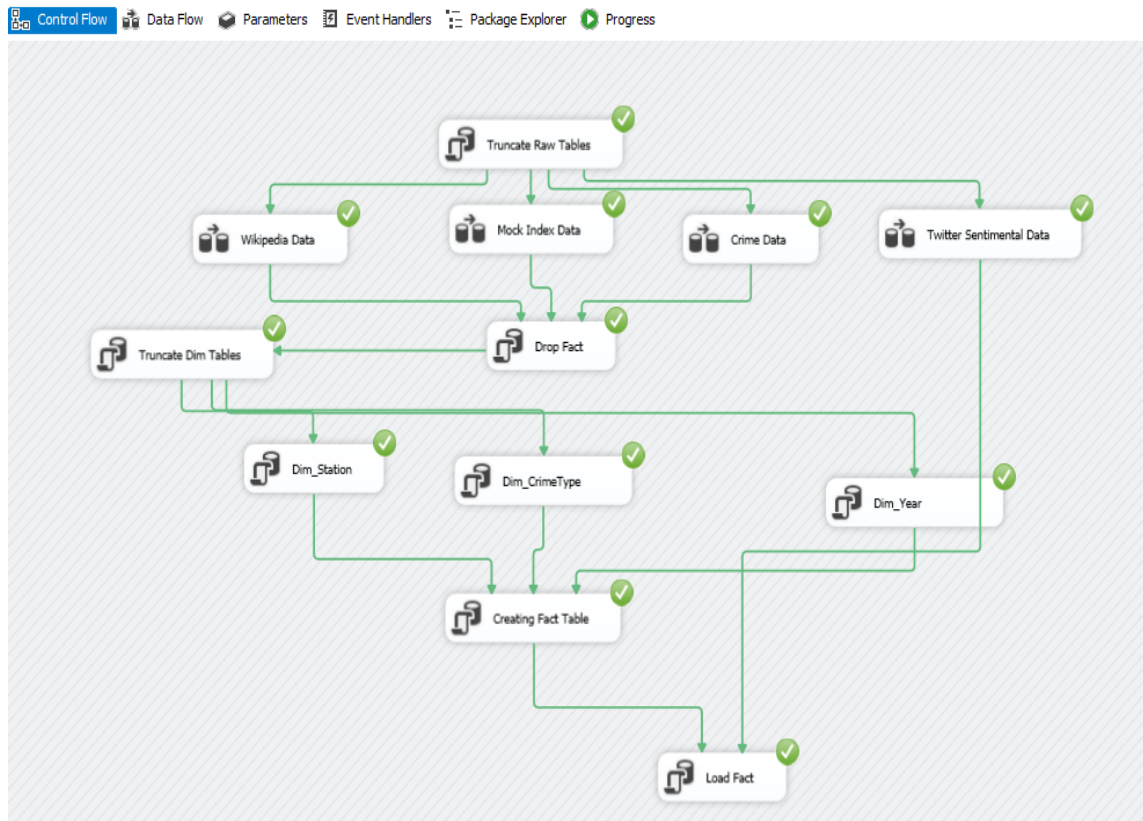 Control Flow
Data Flow
Parameters
Event Handlers
Package Explorer
Progress
Truncate Raw Tables
Wikipedia Data
Mock Index Data
Crime Data
Twitter Sentimental Data
Drop Fact
Truncate Dim Tables
Dim_Station
Dim_CrimeType
Dim_Year
Creating Fact Table
Load Fact